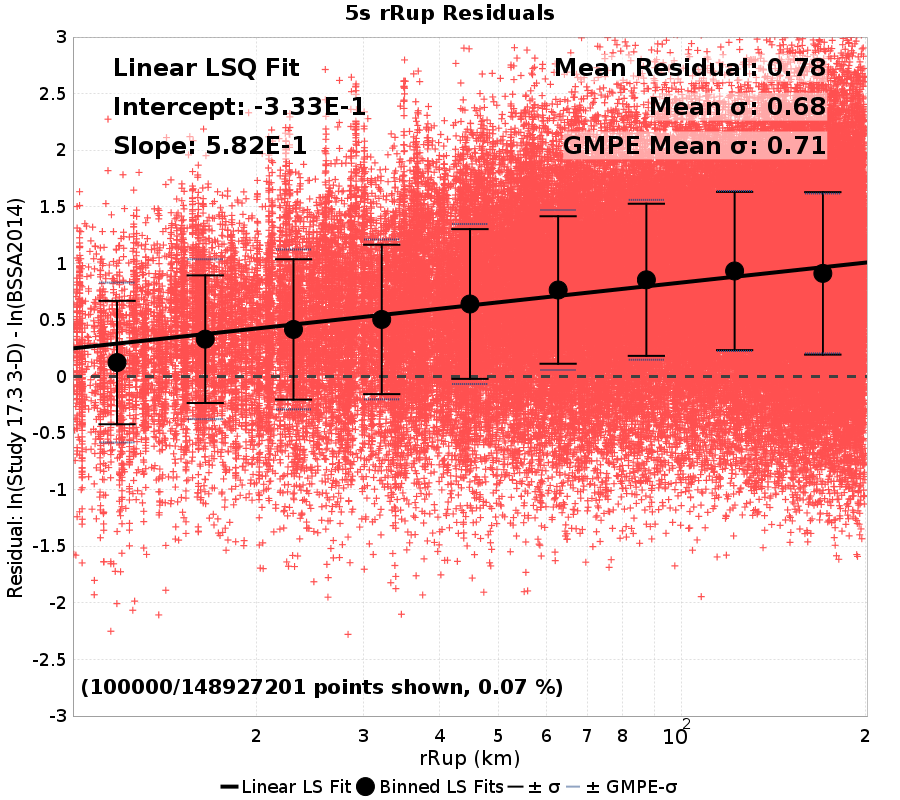 5s rRup Residuals
Linear LSQ Fit
Intercept: -3.33E-1
Slope: 5.82E-1
Mean Residual: 0.78
Mean σ: 0.68
GMPE Mean σ: 0.71
Residual: ln(Study 17.3 3-D) - ln(BSSA2014)
3
2.5
2
1.5
1
0.5
0
-0.5
-1
-1.5
-2
-2.5
-3
(100000/148927201 points shown, 0.07 %)
2 3 4 5 6 7 8 10² 2
rRup (km)
Linear LS Fit Binned LS Fits ± σ ± GMPE-σ